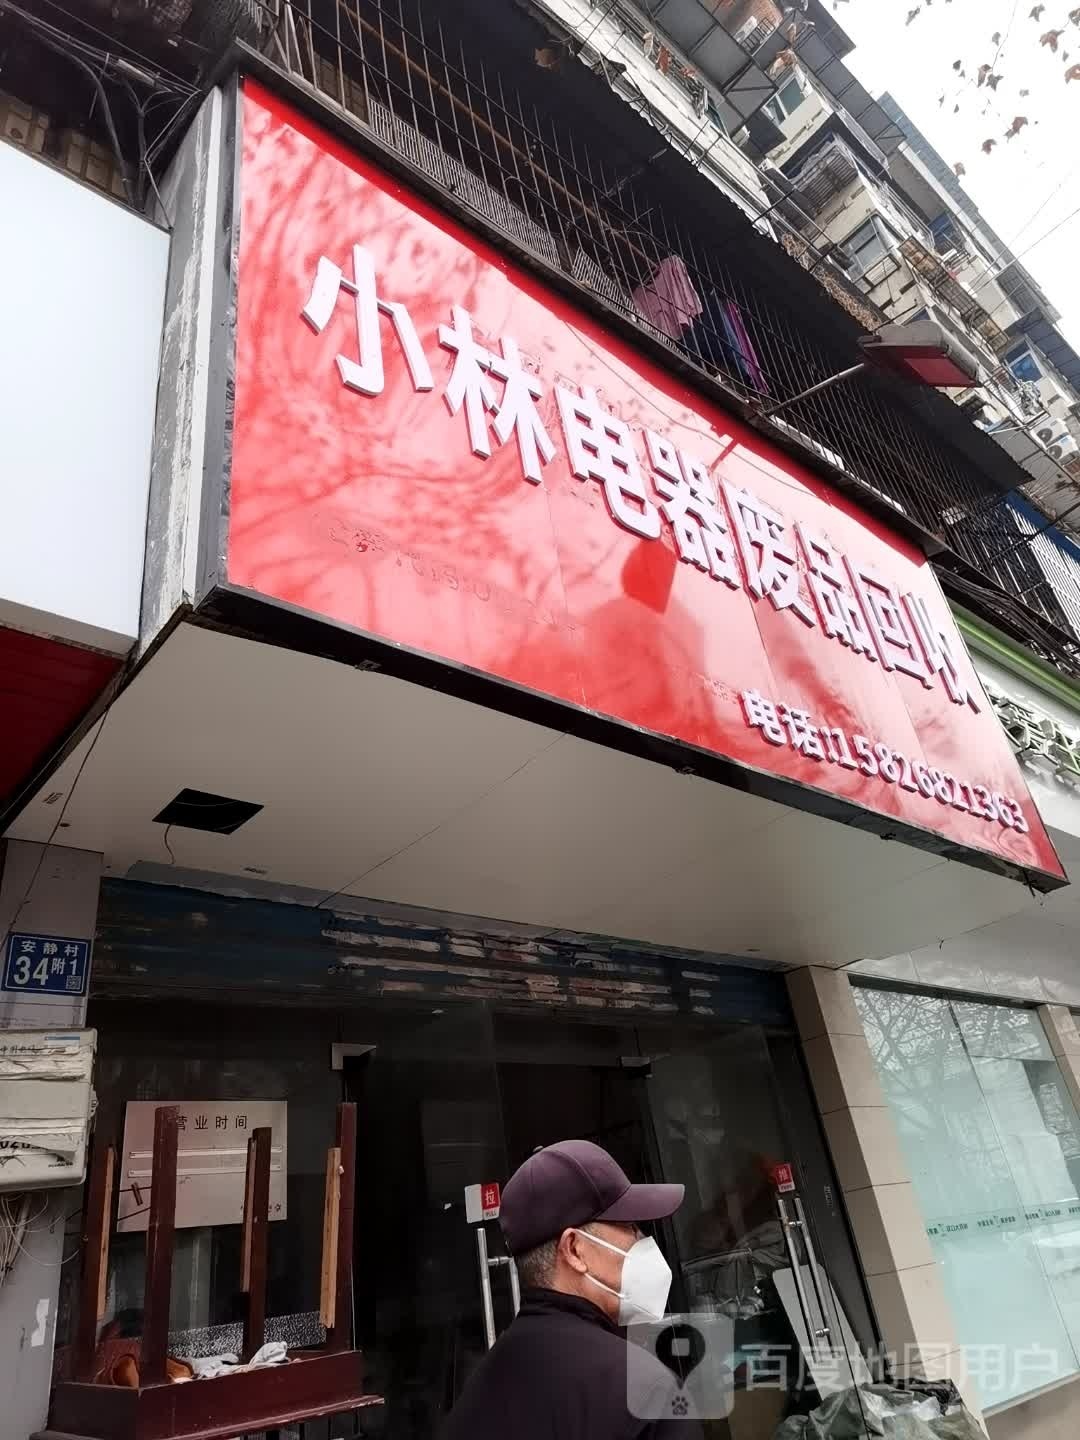 小林电器废品回收
电话:15826821363
安静村
34附1
营业时间
拉
推
百度地图用户